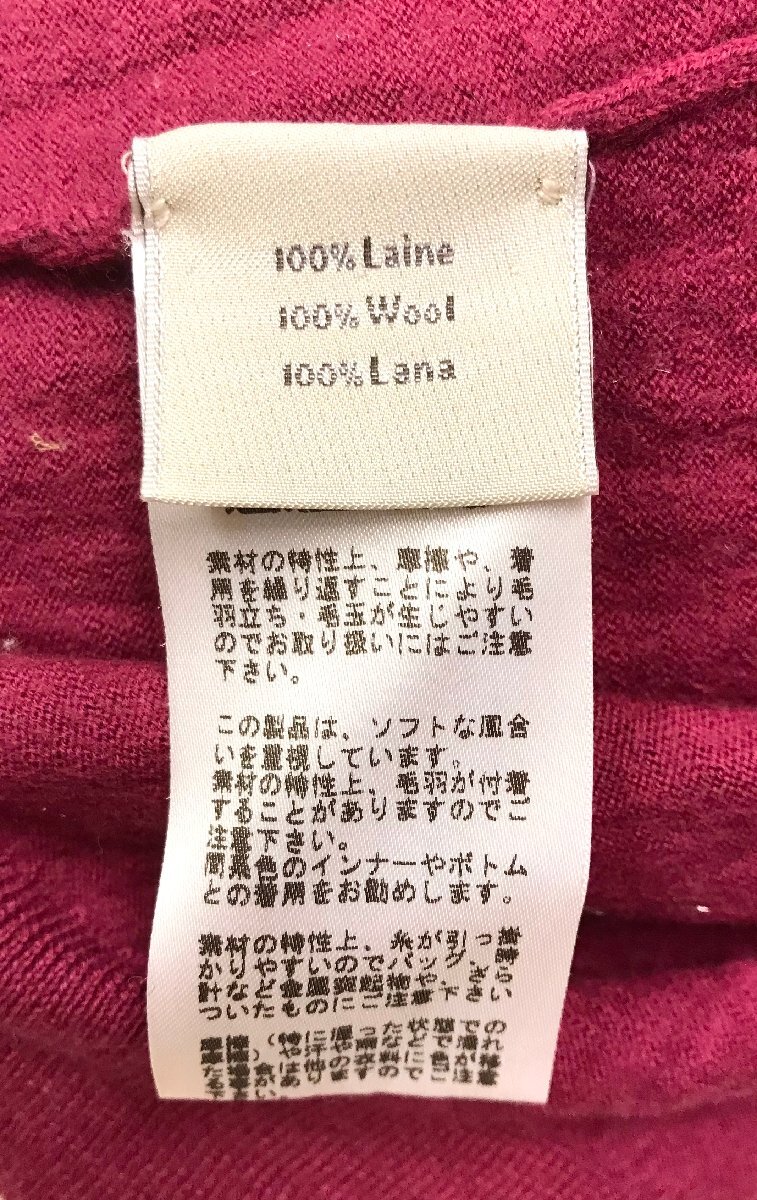 100% Laine
100% Wool
100% Lana
素材の特性上、摩擦や、着
用を繰り返すことにより毛
羽立ち・毛玉が生じやすい
のでお取り扱いにはご注意
下さい。
この製品は、ソフトな風合
いを重視しています。
素材の特性上、毛羽が付着
することがありますのでご
注意下さい。
同系色のインナーやボトム
との着用をお勧めします。
素材の特性上、糸が引っ掛
かりやすいのでバッグ、時
計など金属突起物や、ざら
ついたものにご注意下さい